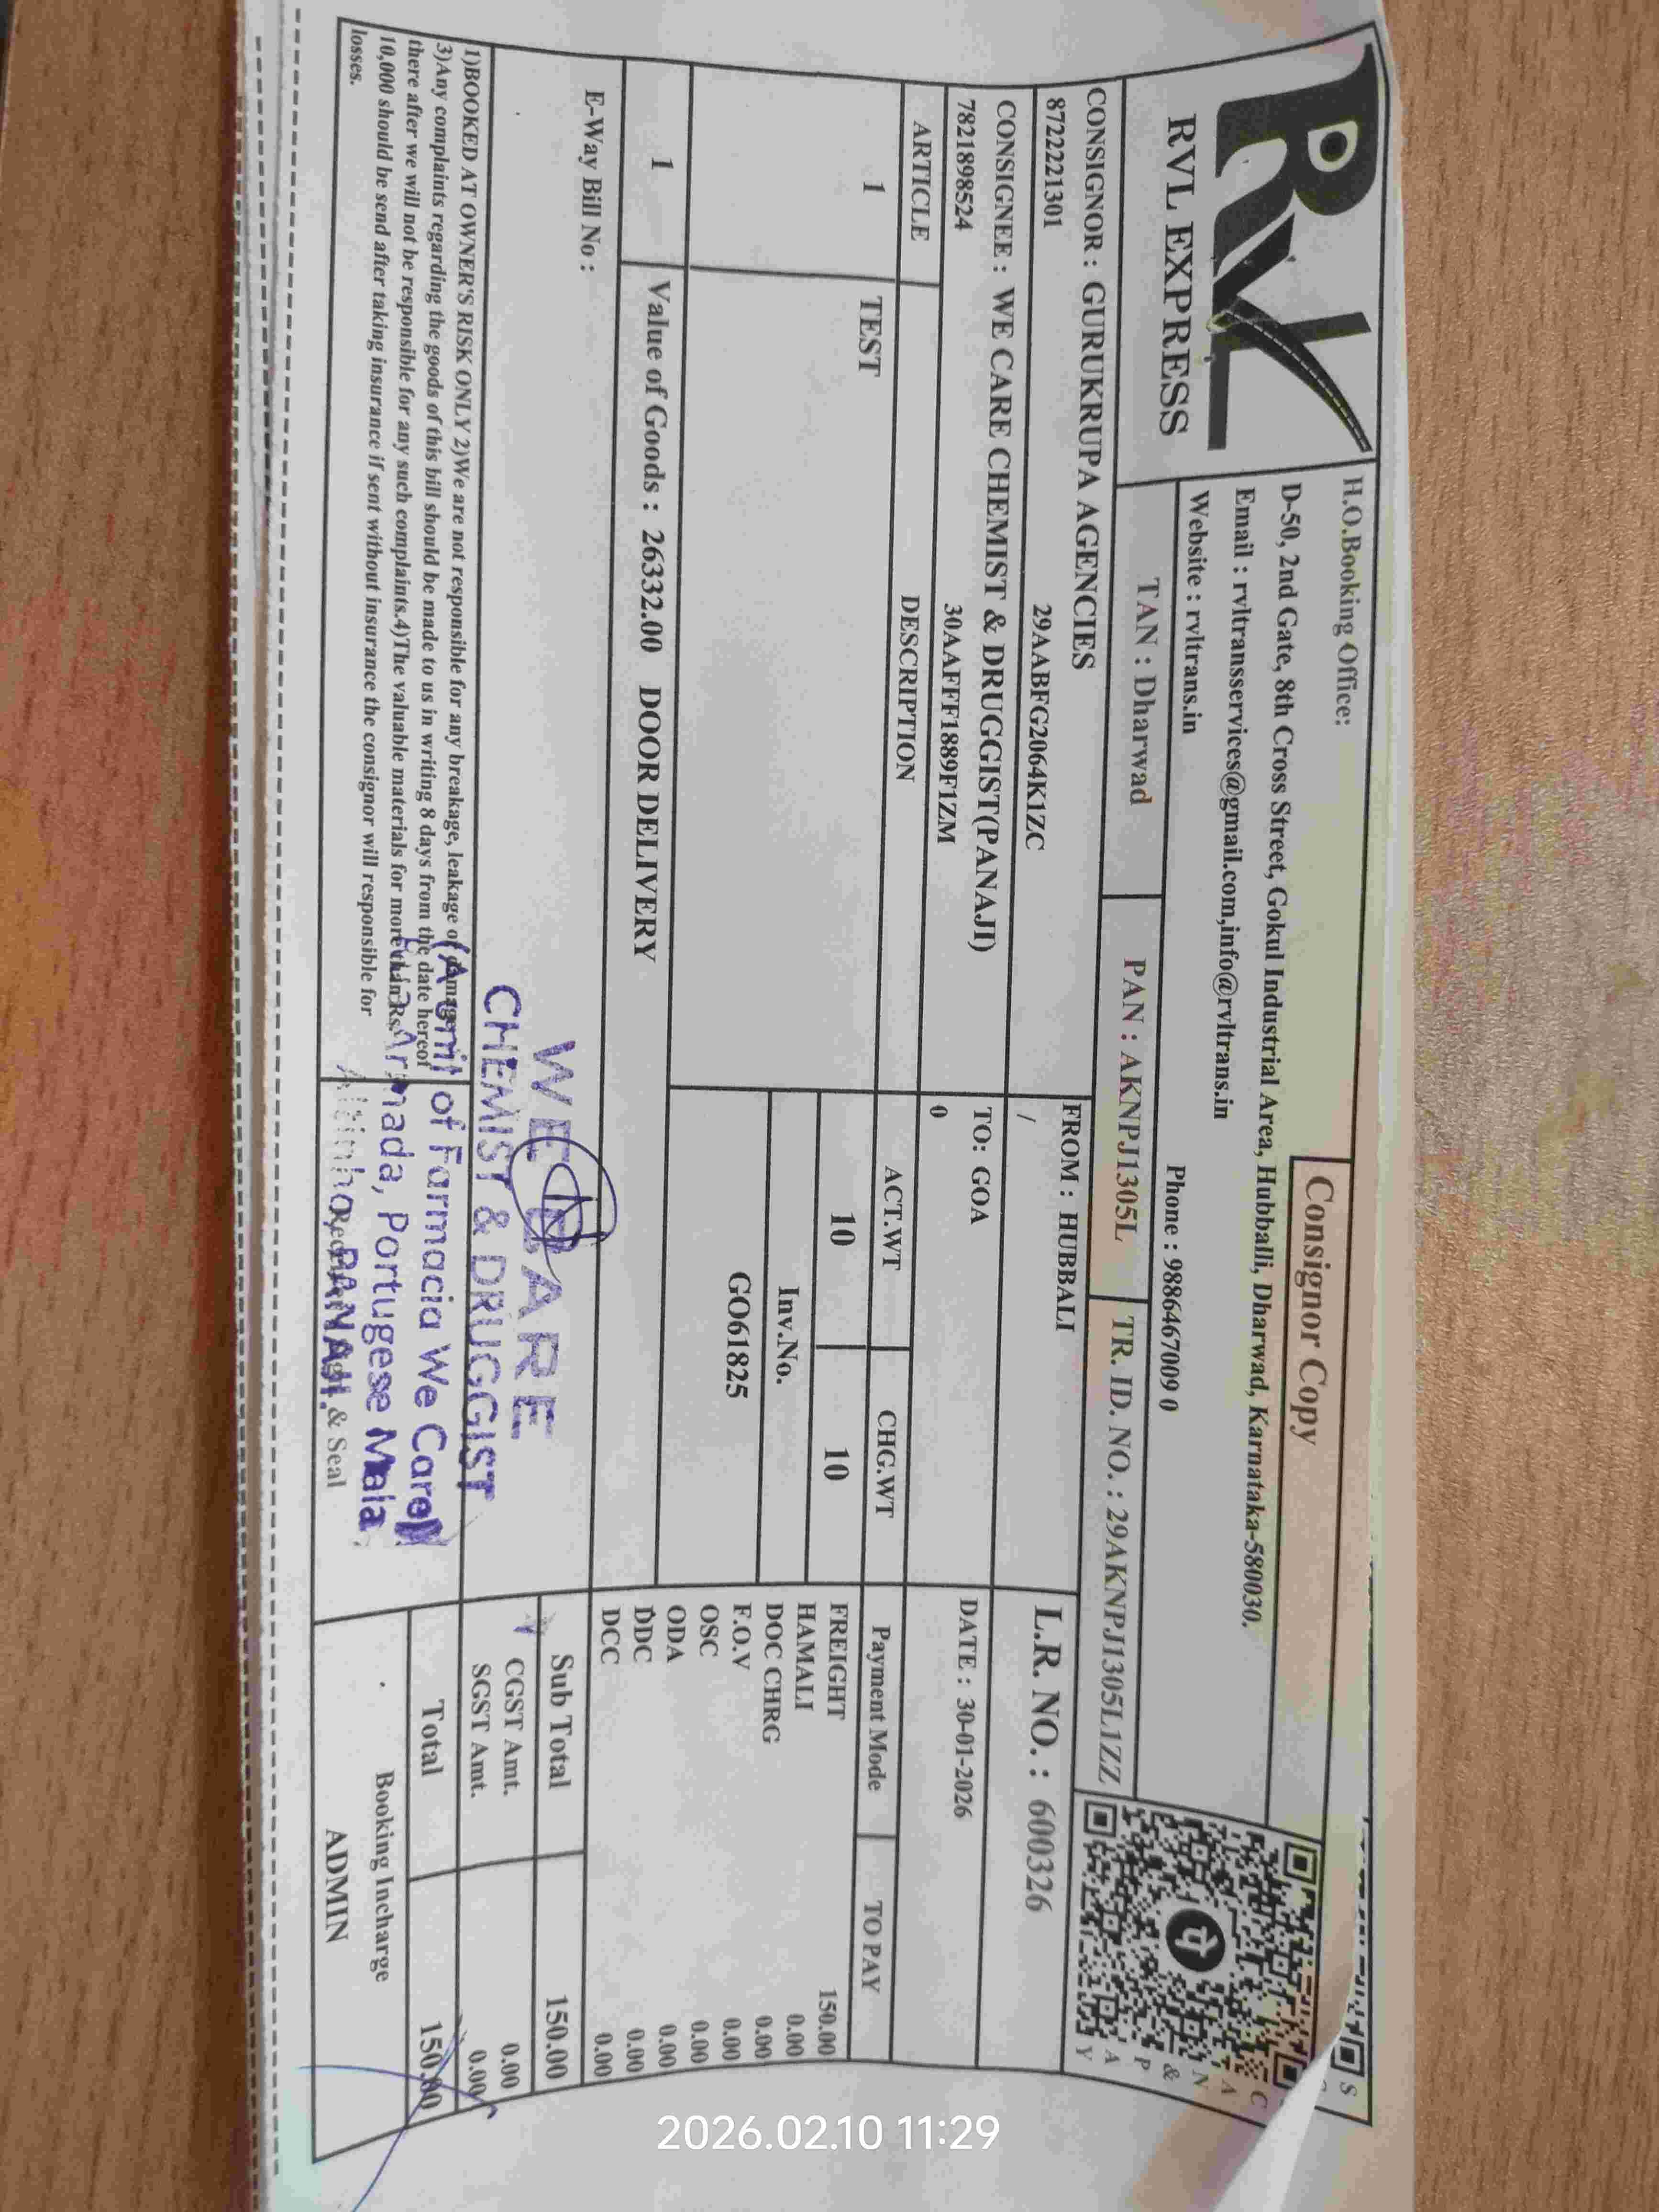 RVL
RVL EXPRESS
H.O.Booking Office:
Consignor Copy
D-50, 2nd Gate, 8th Cross Street, Gokul Industrial Area, Hubballi, Dharwad, Karnataka-580030.
Email : rvltransservices@gmail.com,info@rvltrans.in
Website : rvltrans.in
Phone : 9886467009 0
SCAN & PAY
TAN : Dharwad
PAN : AKNPJ1305L
TR. ID. NO. : 29AKNPJ1305L1ZZ
CONSIGNOR : GURUKRUPA AGENCIES
8722221301 29AABFG2064K1ZC
FROM : HUBBALI
/
L.R. NO. : 600326
CONSIGNEE : WE CARE CHEMIST & DRUGGIST(PANAJI)
7821898524 30AAFFF1889F1ZM
TO: GOA
0
DATE : 30-01-2026
ARTICLE DESCRIPTION ACT.WT CHG.WT Payment Mode TO PAY
1 TEST 10 10
Inv.No.
GO61825
FREIGHT 150.00
HAMALI 0.00
DOC CHRG 0.00
F.O.V 0.00
OSC 0.00
ODA 0.00
DDC 0.00
DCC 0.00
1 Value of Goods : 26332.00 DOOR DELIVERY
E-Way Bill No :
Sub Total 150.00
CGST Amt. 0.00
SGST Amt. 0.00
Total 150.00
1)BOOKED AT OWNER'S RISK ONLY 2)We are not responsible for any breakage, leakage or damage
3)Any complaints regarding the goods of this bill should be made to us in writing 8 days from the date hereof
there after we will not be responsible for any such complaints.4)The valuable materials for more than Rs.
10,000 should be send after taking insurance if sent without insurance the consignor will responsible for
losses.
WE CARE
CHEMIST & DRUGGIST
(A unit of Farmacia We Care)
Portugese
Altinho, PANAJI.
& Seal
Booking Incharge
ADMIN
2026.02.10 11:29